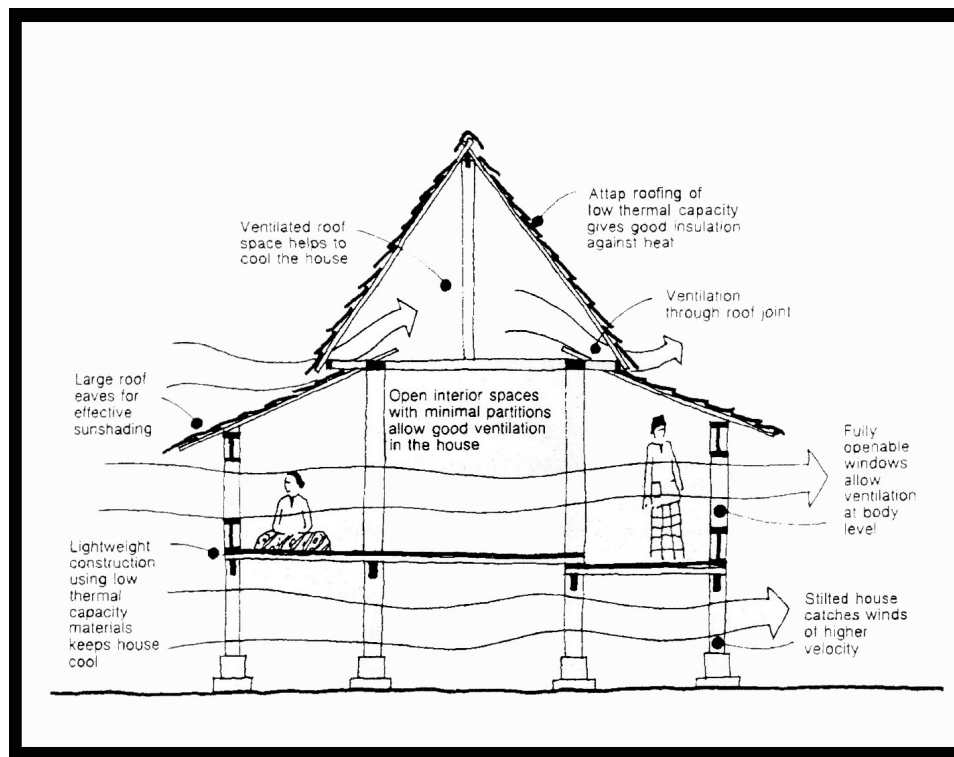 Ventilated roof
space helps to
cool the house
Attap roofing of
low thermal capacity
gives good insulation
against heat
Ventilation
through roof joint
Large roof
eaves for
effective
sunshading
Open interior spaces
with minimal partitions
allow good ventilation
in the house
Fully
openable
windows
allow
ventilation
at body
level
Lightweight
construction
using low
thermal
capacity
materials
keeps house
cool
Stilted house
catches winds
of higher
velocity